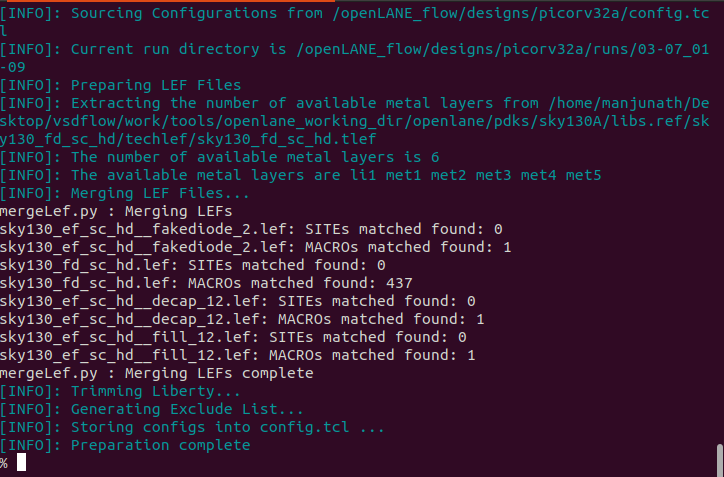 [INFO]: Sourcing Configurations from /openLANE_flow/designs/picorv32a/config.tc
l
[INFO]: Current run directory is /openLANE_flow/designs/picorv32a/runs/03-07_01
-09
[INFO]: Preparing LEF Files
[INFO]: Extracting the number of available metal layers from /home/manjunath/De
sktop/vsdflow/work/tools/openlane_working_dir/openlane/pdks/sky130A/libs.ref/sk
y130_fd_sc_hd/techlef/sky130_fd_sc_hd.tlef
[INFO]: The number of available metal layers is 6
[INFO]: The available metal layers are li1 met1 met2 met3 met4 met5
[INFO]: Merging LEF Files...
mergeLef.py : Merging LEFs
sky130_ef_sc_hd__fakediode_2.lef: SITEs matched found: 0
sky130_ef_sc_hd__fakediode_2.lef: MACROs matched found: 1
sky130_fd_sc_hd.lef: SITEs matched found: 0
sky130_fd_sc_hd.lef: MACROs matched found: 437
sky130_ef_sc_hd__decap_12.lef: SITEs matched found: 0
sky130_ef_sc_hd__decap_12.lef: MACROs matched found: 1
sky130_ef_sc_hd__fill_12.lef: SITEs matched found: 0
sky130_ef_sc_hd__fill_12.lef: MACROs matched found: 1
mergeLef.py : Merging LEFs complete
[INFO]: Trimming Liberty...
[INFO]: Generating Exclude List...
[INFO]: Storing configs into config.tcl ...
[INFO]: Preparation complete
%